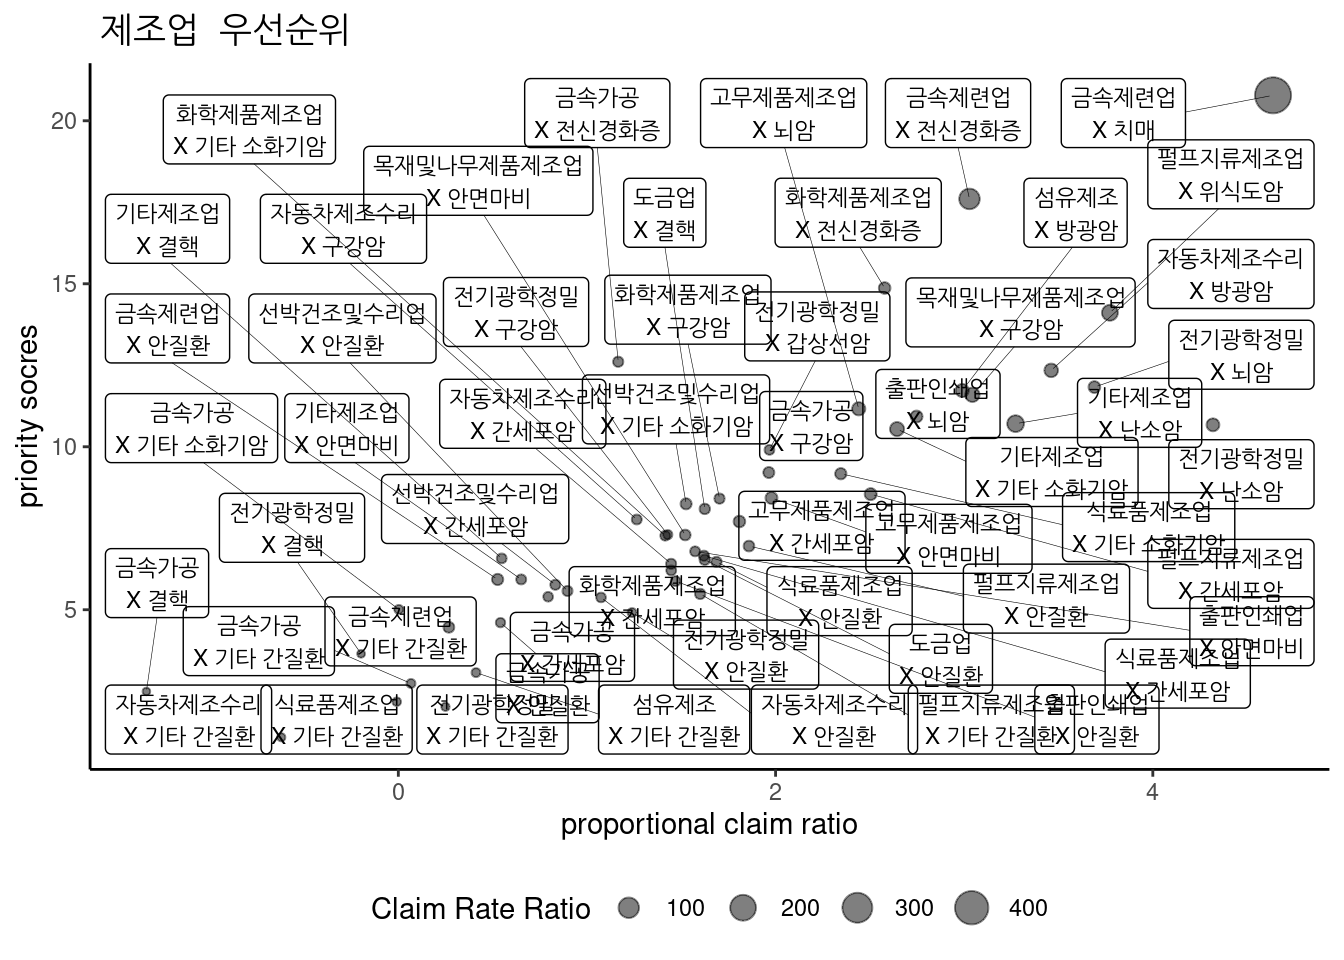 제조업 우선순위
priority socres
20
15
10
5
금속가공
X 전신경화증
고무제품제조업
X 뇌암
금속제련업
X 전신경화증
금속제련업
X 치매
화학제품제조업
X 기타 소화기암
목재및나무제품제조업
X 안면마비
펄프지류제조업
X 위식도암
기타제조업
X 결핵
자동차제조수리
X 구강암
도금업
X 결핵
화학제품제조업
X 전신경화증
섬유제조
X 방광암
자동차제조수리
X 방광암
금속제련업
X 안질환
선박건조및수리업
X 안질환
전기광학정밀
X 구강암
화학제품제조업
X 구강암
전기광학정밀
X 갑상선암
목재및나무제품제조업
X 구강암
전기광학정밀
X 뇌암
금속가공
X 기타 소화기암
기타제조업
X 안면마비
자동차제조수리
X 간세포암
선박건조및수리업
X 기타 소화기암
금속가공
X 구강암
출판인쇄업
X 뇌암
기타제조업
X 난소암
기타제조업
X 기타 소화기암
전기광학정밀
X 난소암
선박건조및수리업
X 간세포암
전기광학정밀
X 결핵
고무제품제조업
X 간세포암
고무제품제조업
X 안면마비
식료품제조업
X 기타 소화기암
펄프지류제조업
X 간세포암
금속가공
X 결핵
금속가공
X 기타 간질환
금속제련업
X 기타 간질환
화학제품제조업
X 간세포암
식료품제조업
X 안질환
펄프지류제조업
X 안질환
출판인쇄업
X 안면마비
금속가공
X 간세포암
전기광학정밀
X 안질환
도금업
X 안질환
식료품제조업
X 간세포암
금속가공
X 안질환
자동차제조수리
X 기타 간질환
식료품제조업
X 기타 간질환
전기광학정밀
X 기타 간질환
섬유제조
X 기타 간질환
자동차제조수리
X 안질환
펄프지류제조업
X 기타 간질환
출판인쇄업
X 안질환
0
2
4
proportional claim ratio
Claim Rate Ratio
100
200
300
400